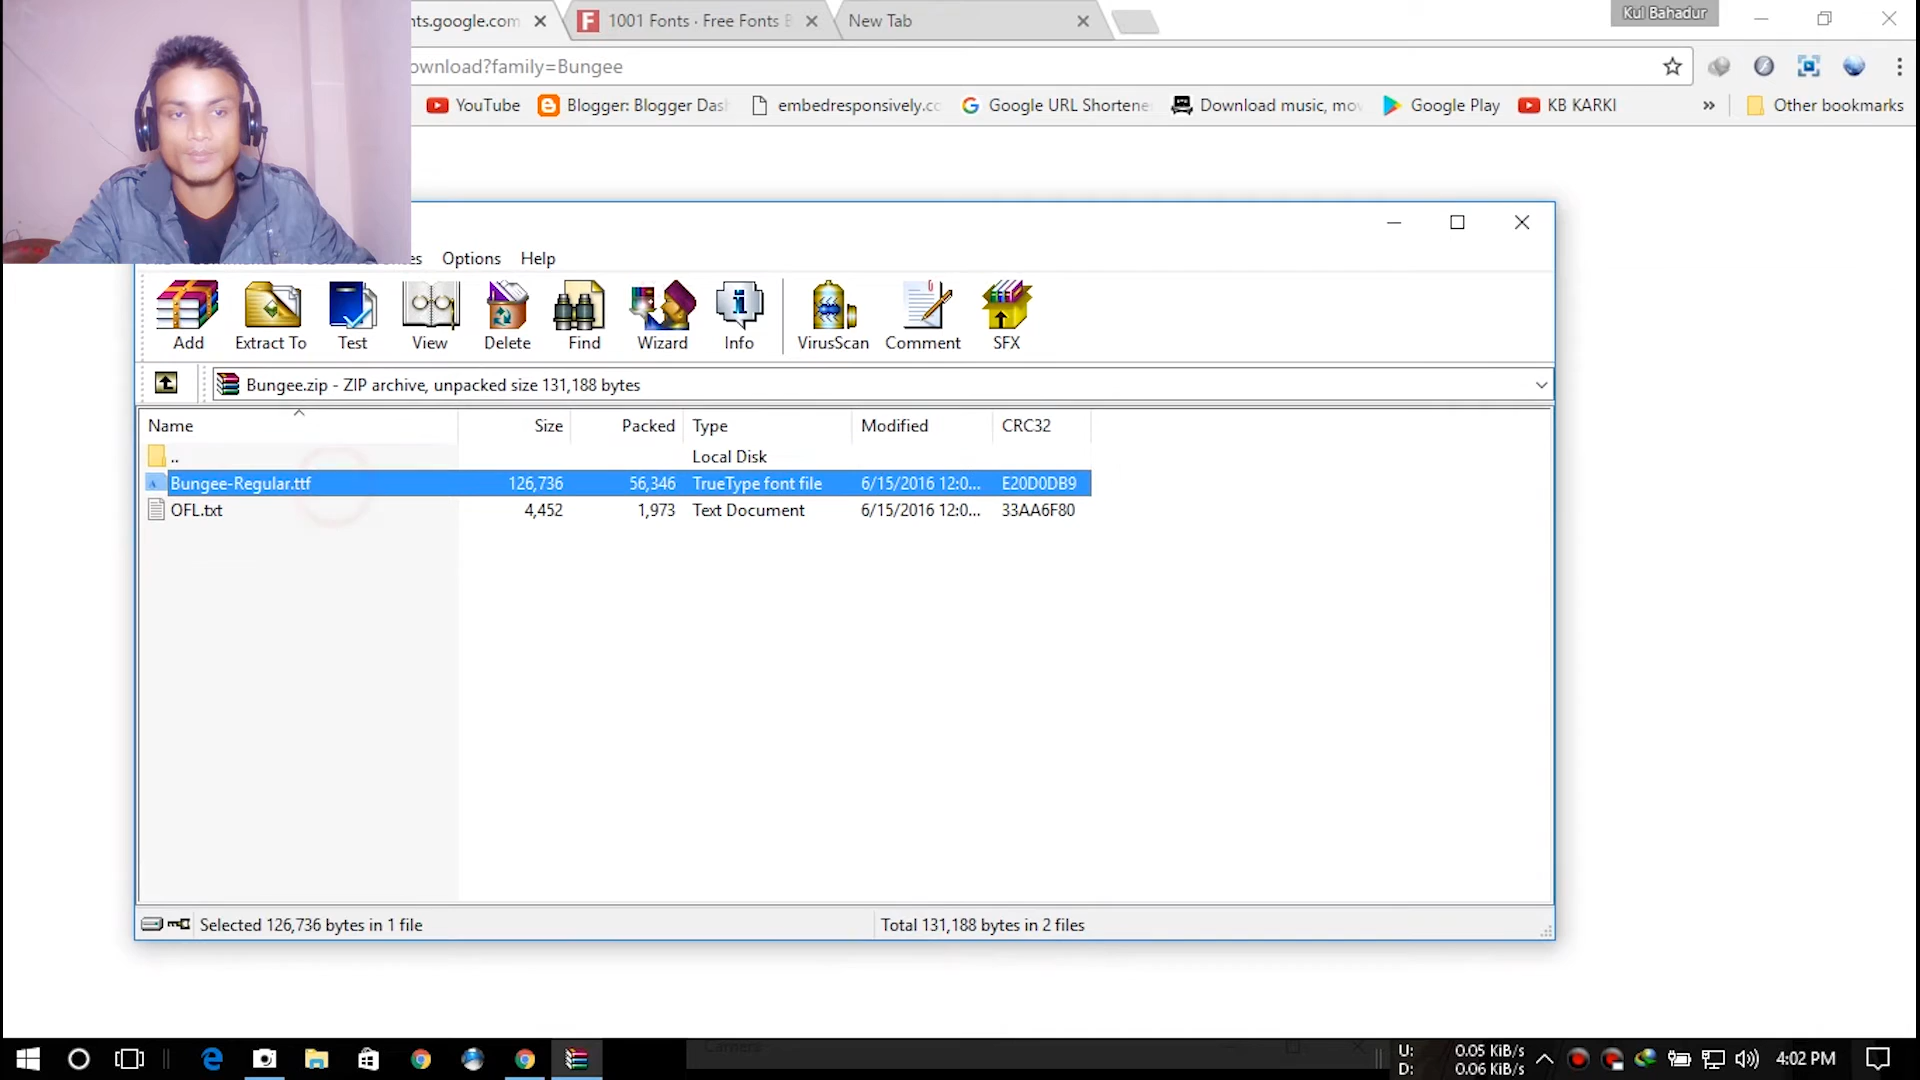 nts.google.com
1001 Fonts · Free Fonts B
New Tab
Kul Bahadur
ownload?family=Bungee
YouTube
Blogger: Blogger Das
embedresponsively.c
Google URL Shortene
Download music, mo
Google Play
KB KARKI
»
Other bookmarks
es Options Help
Add
Extract To
Test
View
Delete
Find
Wizard
Info
VirusScan
Comment
SFX
Bungee.zip - ZIP archive, unpacked size 131,188 bytes
Name Size Packed Type Modified CRC32
.. Local Disk
Bungee-Regular.ttf 126,736 56,346 TrueType font file 6/15/2016 12:0... E20D0DB9
OFL.txt 4,452 1,973 Text Document 6/15/2016 12:0... 33AA6F80
Selected 126,736 bytes in 1 file
Total 131,188 bytes in 2 files
U: 0.05 KiB/s
D: 0.06 KiB/s
4:02 PM